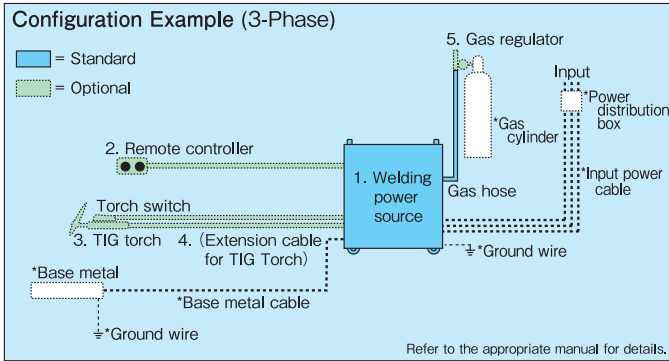 Configuration Example (3-Phase)
= Standard
= Optional
5. Gas regulator
Input
*Power
distribution
box
*Gas
cylinder
2. Remote controller
*Input power
cable
1. Welding
power
source
Gas hose
Torch switch
3. TIG torch
4. (Extension cable
for TIG Torch)
*Ground wire
*Base metal
*Base metal cable
*Ground wire
Refer to the appropriate manual for details.